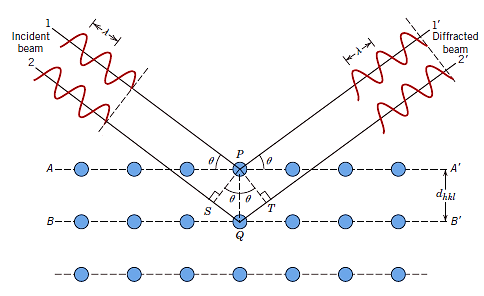 1
Incident
beam
2
λ
λ
1′
Diffracted
beam
2′
θ
P
θ
A
A′
θ θ
d_hkl
S
T
B
B′
Q